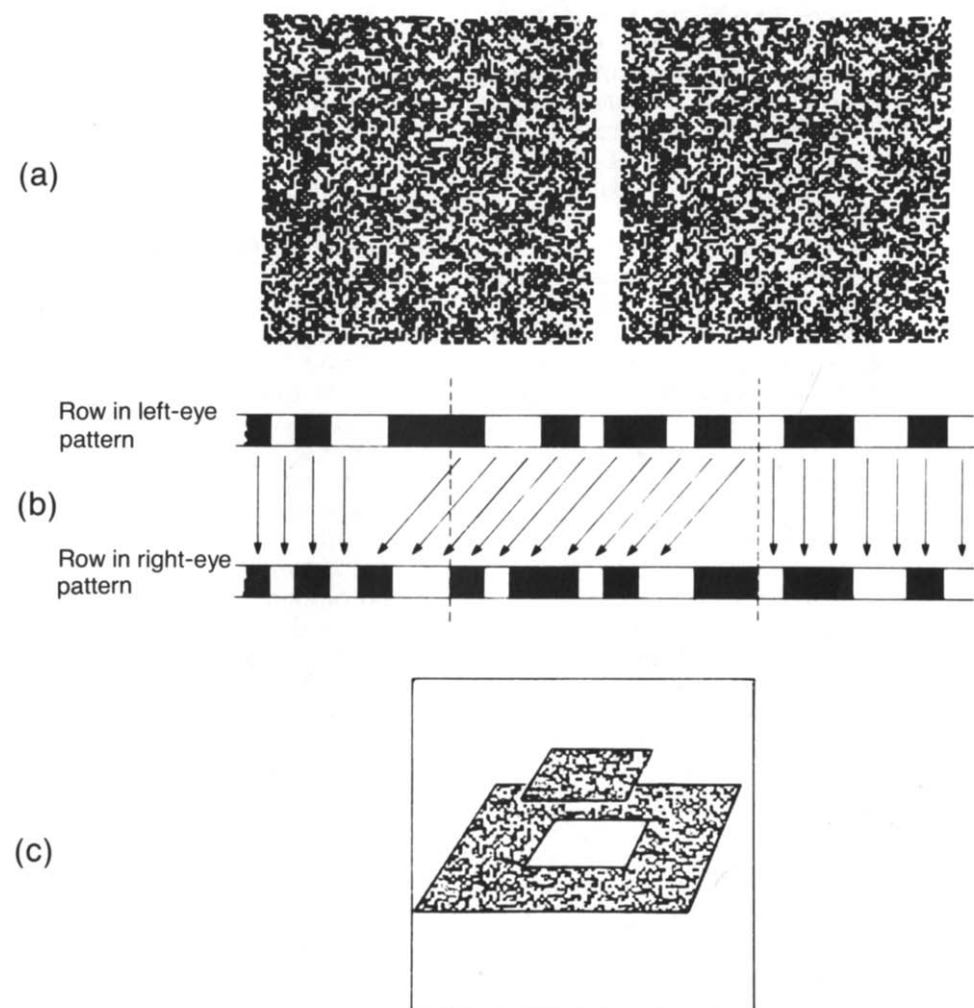 (a)
Row in left-eye
pattern
(b)
Row in right-eye
pattern
(c)